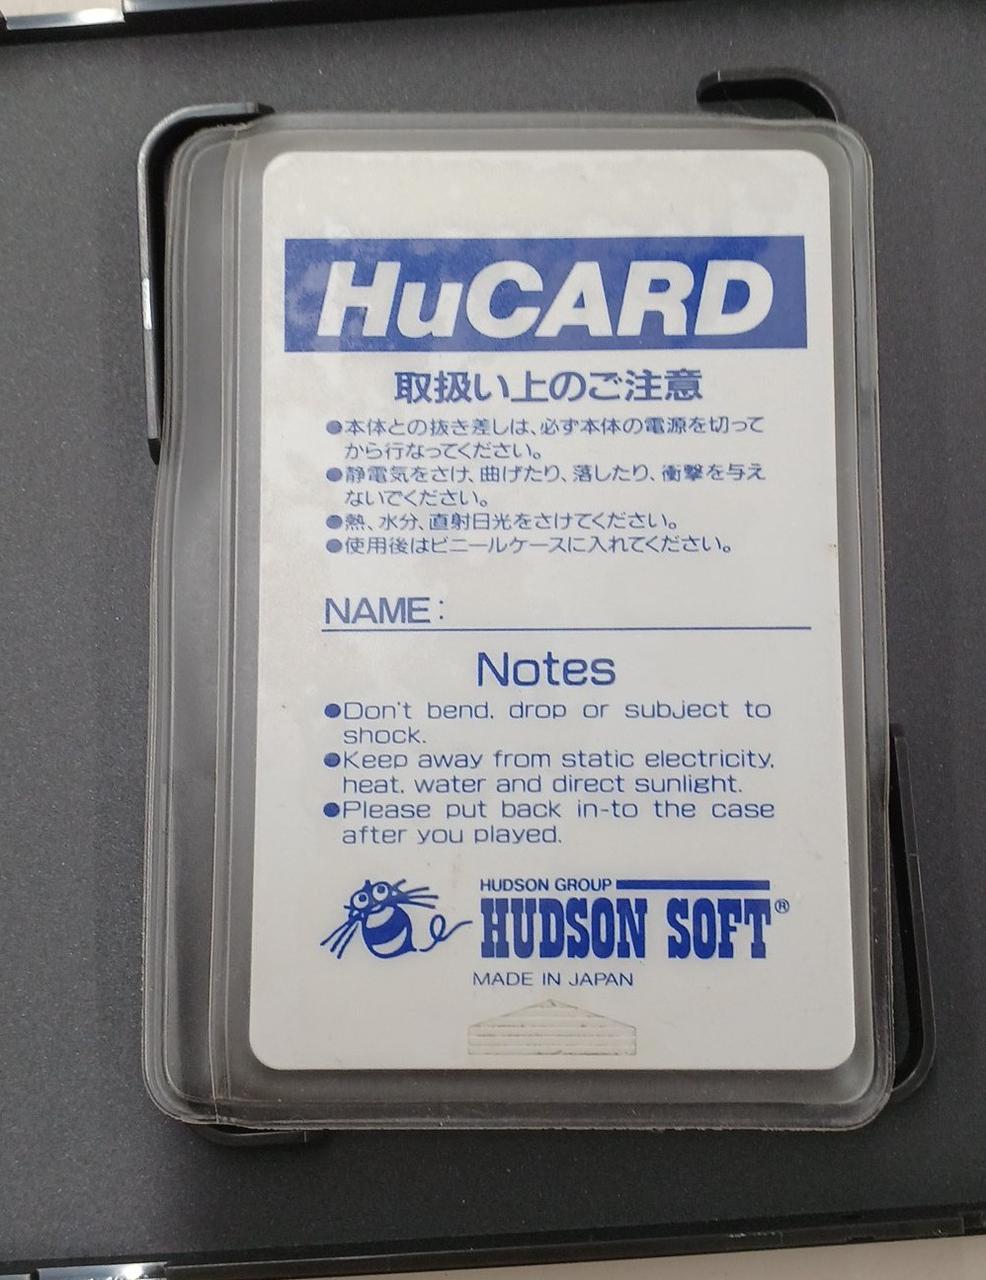 HuCARD
取扱い上のご注意
●本体との抜き差しは、必ず本体の電源を切って
から行なってください。
●静電気をさけ、曲げたり、落したり、衝撃を与え
ないでください。
●熱、水分、直射日光をさけてください。
●使用後はビニールケースに入れてください。
NAME:
Notes
●Don't bend, drop or subject to
shock.
●Keep away from static electricity,
heat, water and direct sunlight.
●Please put back in-to the case
after you played.
HUDSON GROUP
HUDSON SOFT®
MADE IN JAPAN